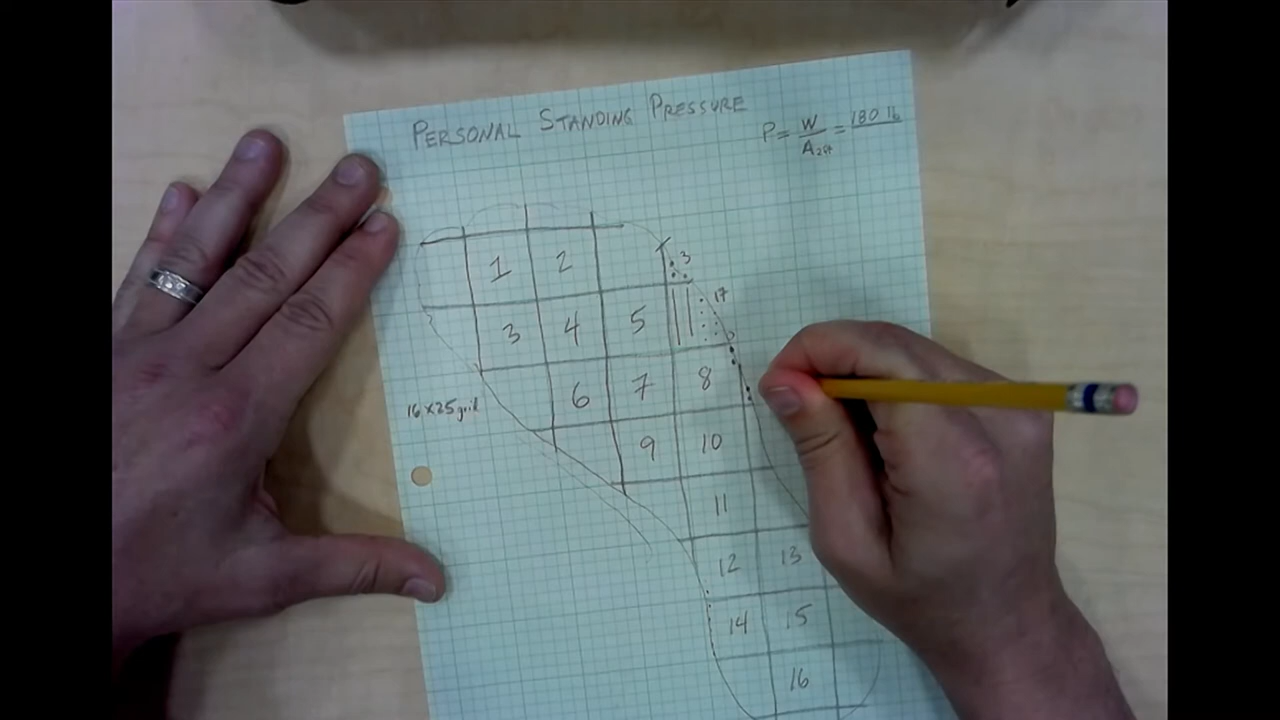 PERSONAL STANDING PRESSURE
P = W/A2ft = 180 lb
1 2
3
3 4 5
17
6 7 8
16 x 25 grid
9 10
11
12 13
14 15
16